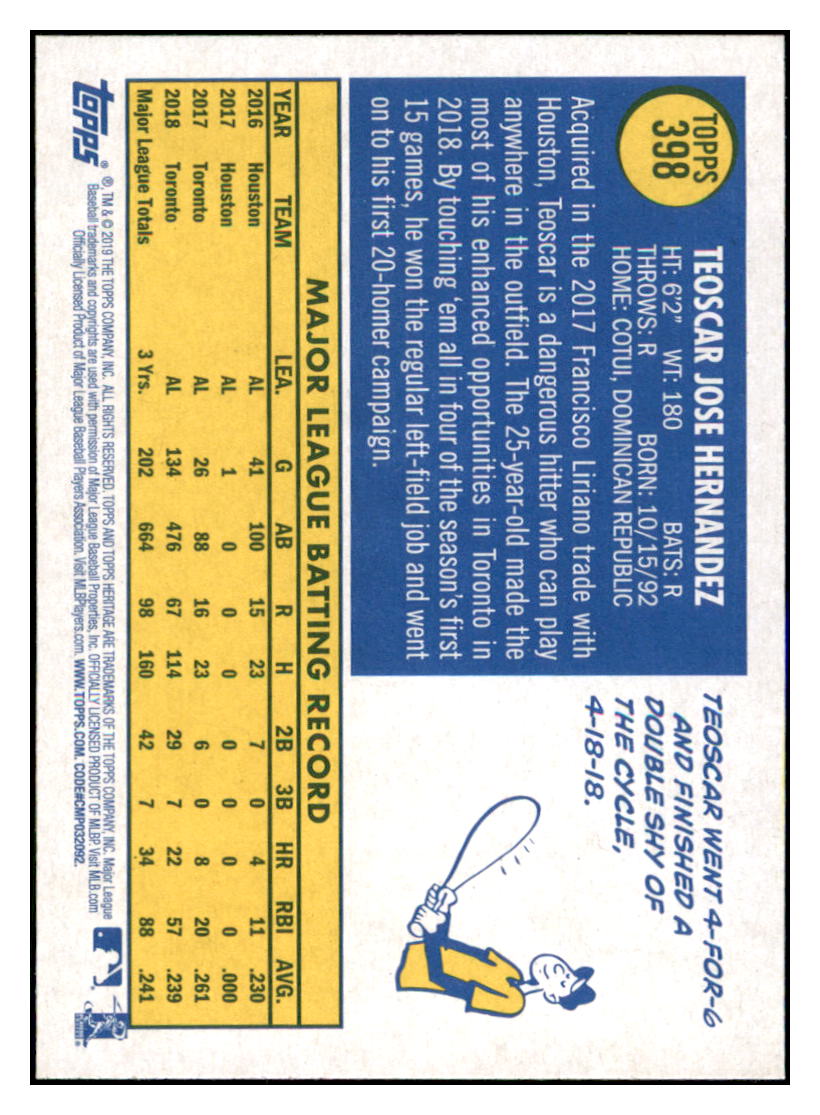 TOPPS
398
TEOSCAR JOSE HERNANDEZ
HT: 6'2" WT: 180 BATS: R
THROWS: R BORN: 10/15/92
HOME: COTUI, DOMINICAN REPUBLIC
Acquired in the 2017 Francisco Liriano trade with
Houston, Teoscar is a dangerous hitter who can play
anywhere in the outfield. The 25-year-old made the
most of his enhanced opportunities in Toronto in
2018. By touching 'em all in four of the season's first
15 games, he won the regular left-field job and went
on to his first 20-homer campaign.
TEOSCAR WENT 4-FOR-6
AND FINISHED A
DOUBLE SHY OF
THE CYCLE,
4-18-18.
MAJOR LEAGUE BATTING RECORD
YEAR TEAM LEA. G AB R H 2B 3B HR RBI AVG.
2016 Houston AL 41 100 15 23 7 0 4 11 .230
2017 Houston AL 1 0 0 0 0 0 0 0 .000
2017 Toronto AL 26 88 16 23 6 0 8 20 .261
2018 Toronto AL 134 476 67 114 29 7 22 57 .239
Major League Totals 3 Yrs. 202 664 98 160 42 7 34 88 .241
topps®
®, TM & © 2019 THE TOPPS COMPANY, INC. ALL RIGHTS RESERVED. TOPPS AND TOPPS HERITAGE ARE TRADEMARKS OF THE TOPPS COMPANY, INC. Major League
Baseball trademarks and copyrights are used with permission of Major League Baseball Properties, Inc. OFFICIALLY LICENSED PRODUCT OF MLBP. Visit MLB.com
Officially Licensed Product of Major League Baseball Players Association. Visit MLBPlayers.com. WWW.TOPPS.COM. CODE#CMP032092.